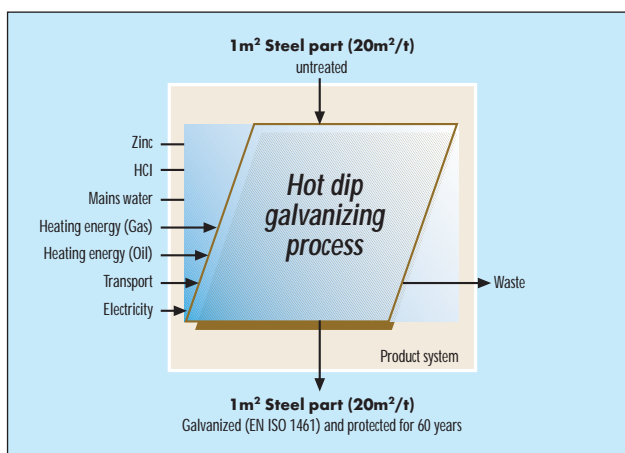 1m² Steel part (20m²/t)
untreated
Zinc
HCl
Mains water
Heating energy (Gas)
Heating energy (Oil)
Transport
Electricity
Hot dip
galvanizing
process
Waste
Product system
1m² Steel part (20m²/t)
Galvanized (EN ISO 1461) and protected for 60 years